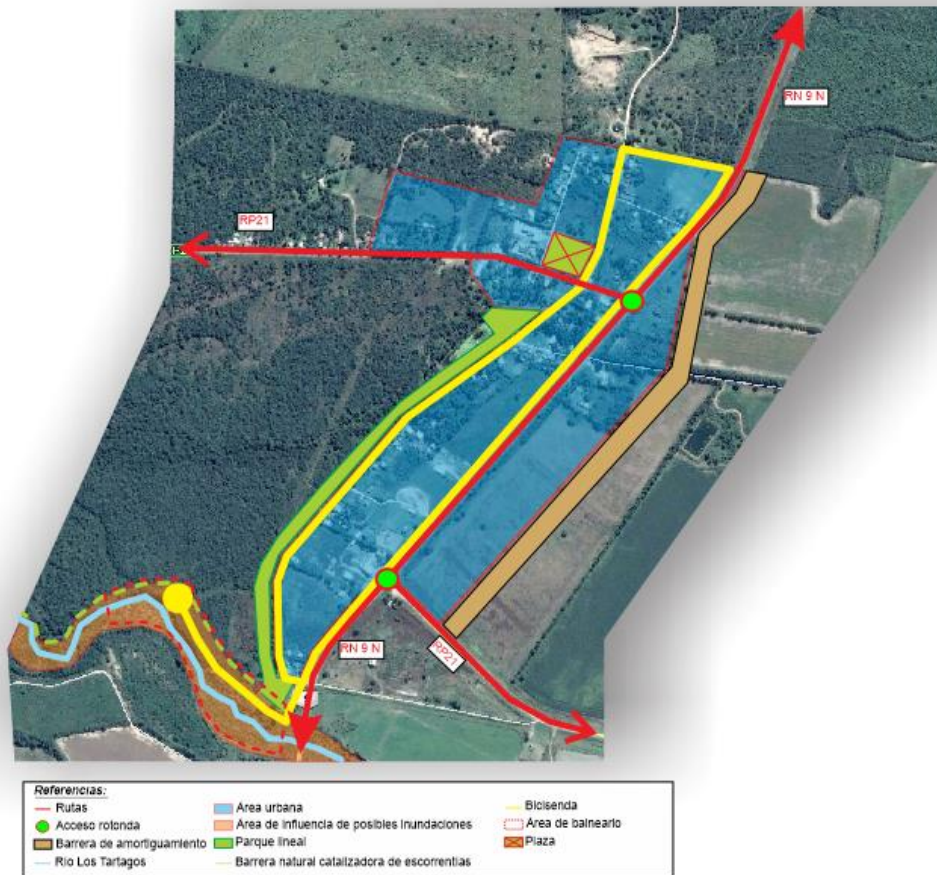 RN 9 N
RP21
RN 9 N
RP21
Referencias:
Rutas
Area urbana
Bicisenda
Acceso rotonda
Area de influencia de posibles inundaciones
Area de balneario
Barrera de amortiguamiento
Parque lineal
Plaza
Rio Los Tartagos
Barrera natural catalizadora de escorrentias